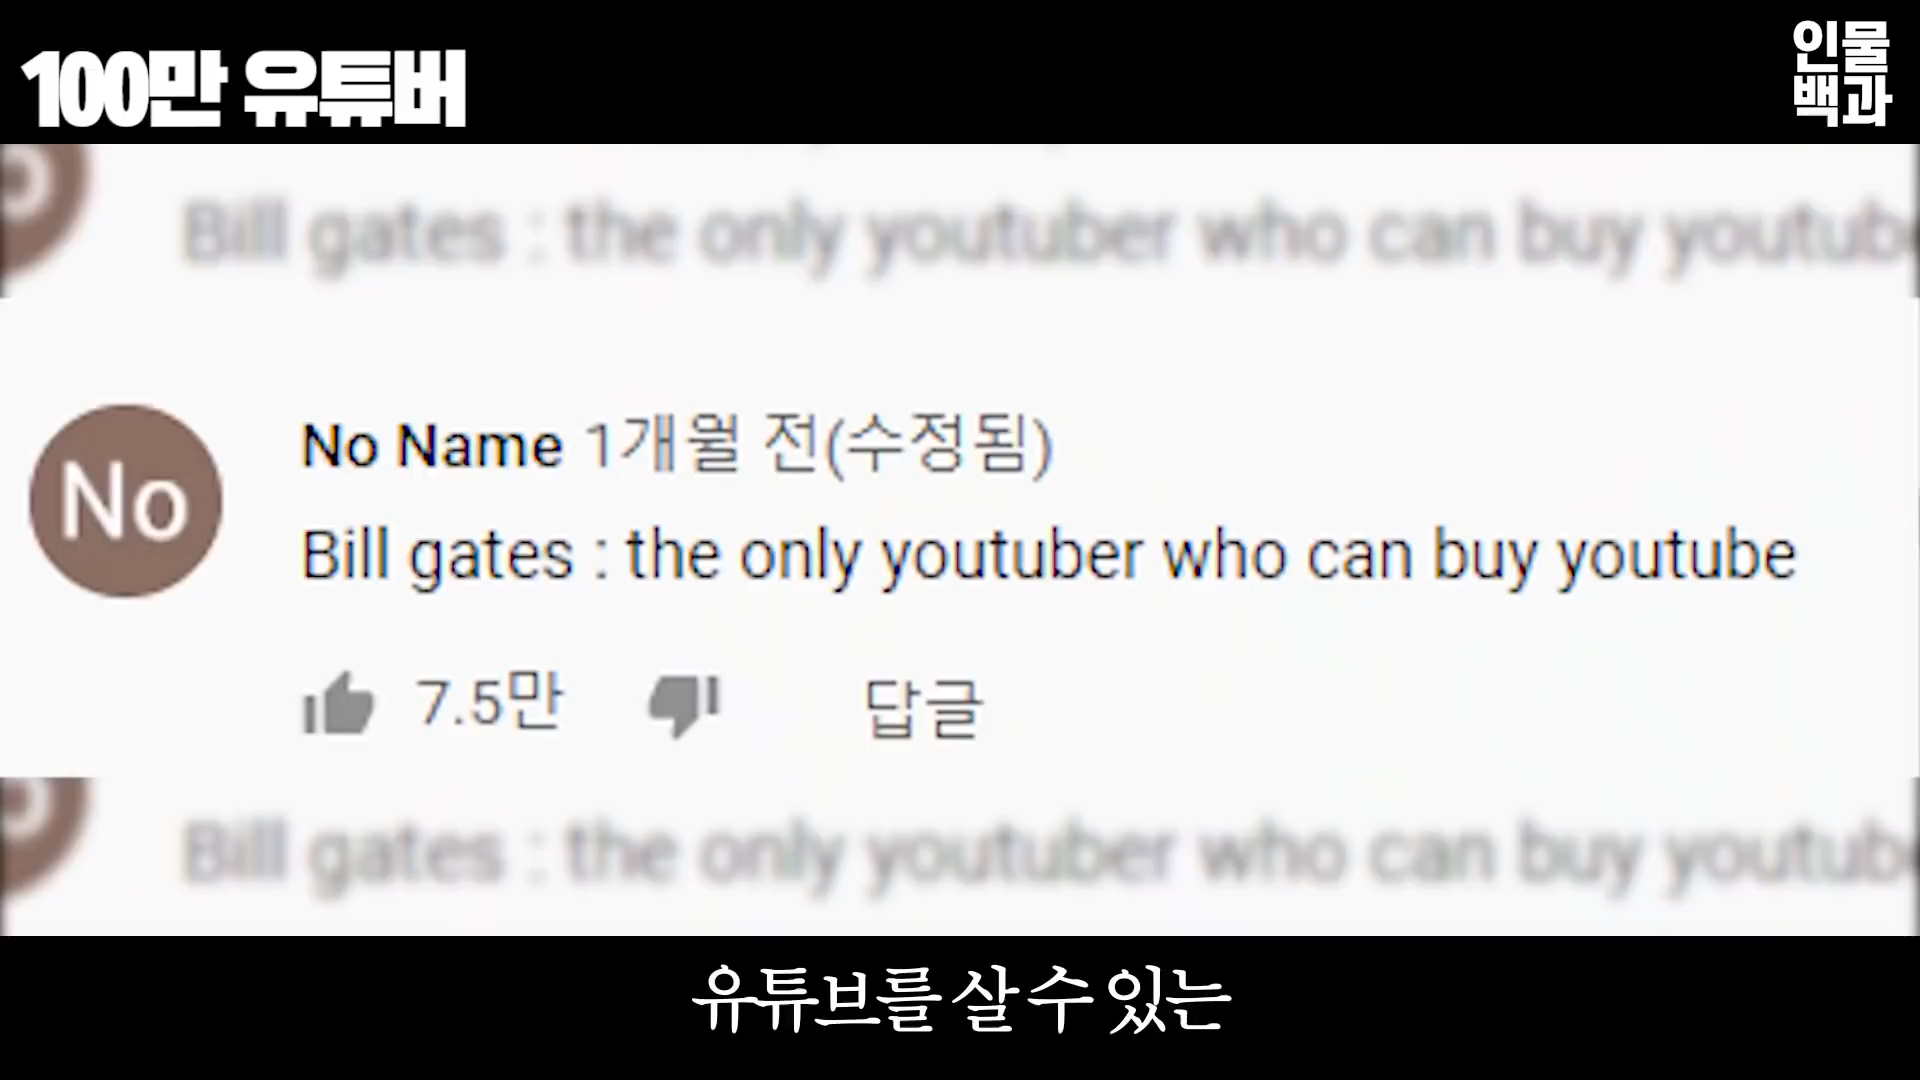 100만 유튜버
인물
백과
Bill gates : the only youtuber who can buy youtube
No
No Name 1개월 전(수정됨)
Bill gates : the only youtuber who can buy youtube
7.5만 답글
Bill gates : the only youtuber who can buy youtube
유튜브를 살 수 있는